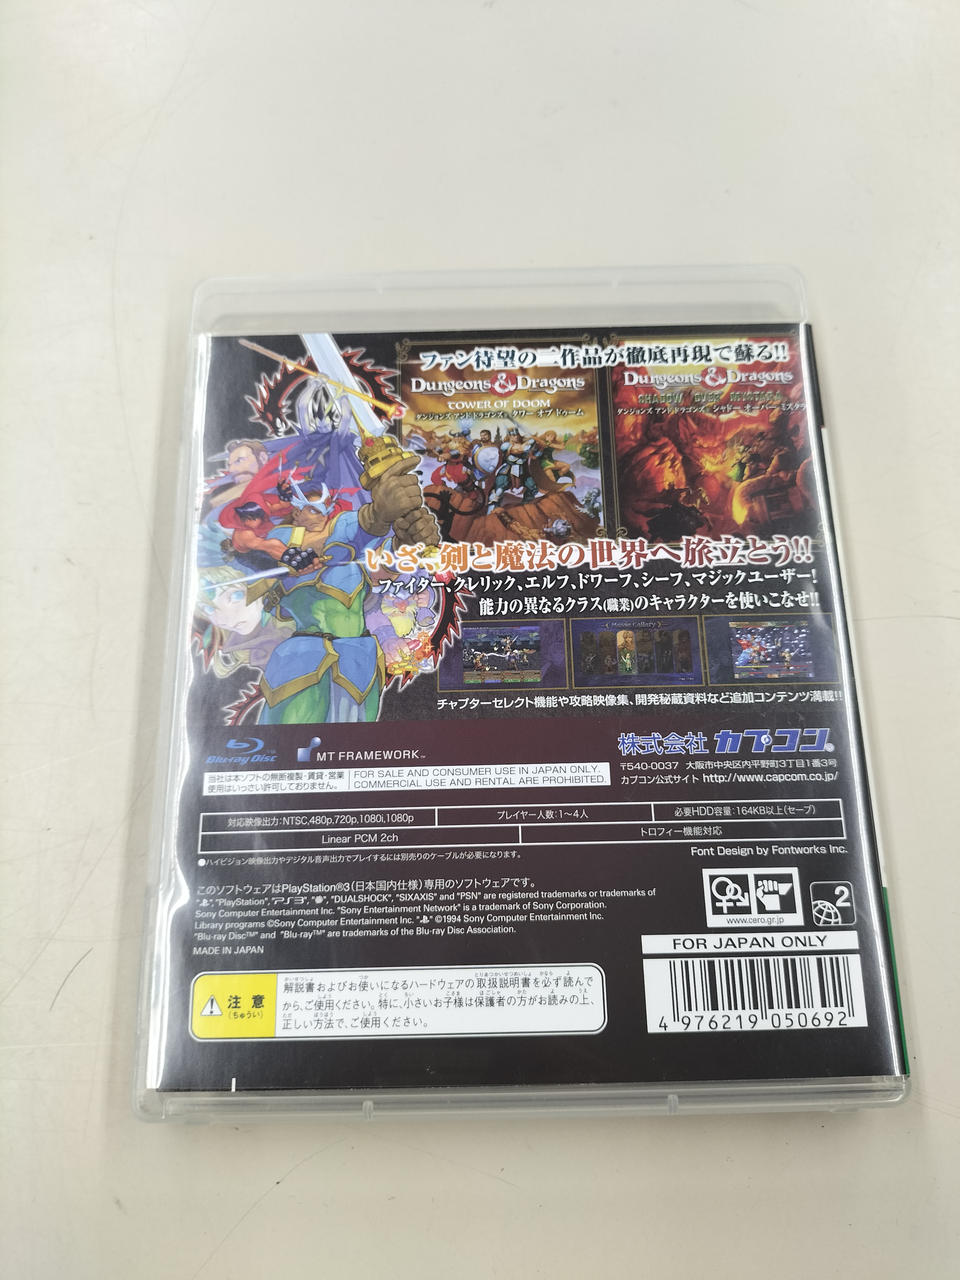 ファン待望の二作品が徹底再現で蘇る!!
Dungeons & Dragons
TOWER OF DOOM
ダンジョンズ アンド ドラゴンズ タワー オブ ドゥーム
Dungeons & Dragons
SHADOW OVER MYSTARA
ダンジョンズ アンド ドラゴンズ シャドー オーバー ミスタラ
いざ、剣と魔法の世界へ旅立とう!!
ファイター、クレリック、エルフ、ドワーフ、シーフ、マジックユーザー!
能力の異なるクラス(職業)のキャラクターを使いこなせ!!
Movie Gallery
チャプターセレクト機能や攻略映像集、開発秘蔵資料など追加コンテンツ満載!!
Blu-ray Disc™
MT FRAMEWORK™
株式会社 カプコン®
〒540-0037 大阪市中央区内平野町3丁目1番3号
カプコン公式サイト http://www.capcom.co.jp/
当社は本ソフトの無断複製・賃貸・営業
使用はいっさい許可しておりません。
FOR SALE AND CONSUMER USE IN JAPAN ONLY.
COMMERCIAL USE AND RENTAL ARE PROHIBITED.
対応映像出力:NTSC,480p,720p,1080i,1080p
プレイヤー人数:1〜4人
必要HDD容量:164KB以上(セーブ)
Linear PCM 2ch
トロフィー機能対応
●ハイビジョン映像出力やデジタル音声出力でプレイするには別売りのケーブルが必要になります。
Font Design by Fontworks Inc.
このソフトウェアはPlayStation®3(日本国内仕様)専用のソフトウェアです。
" ", "PlayStation", "PS3", " ", "DUALSHOCK", "SIXAXIS" and "PSN" are registered trademarks or trademarks of
Sony Computer Entertainment Inc. "Sony Entertainment Network" is a trademark of Sony Corporation.
Library programs ©Sony Computer Entertainment Inc. " " ©1994 Sony Computer Entertainment Inc.
"Blu-ray Disc™" and "Blu-ray™" are trademarks of the Blu-ray Disc Association.
MADE IN JAPAN
www.cero.gr.jp
2
FOR JAPAN ONLY
4 976219 050692
注意
(ちゅうい)
解説書およびお使いになるハードウェアの取扱説明書を必ず読んで
から、ご使用ください。特に、小さいお子様は保護者の方がお読みの上、
正しい方法で、ご使用ください。